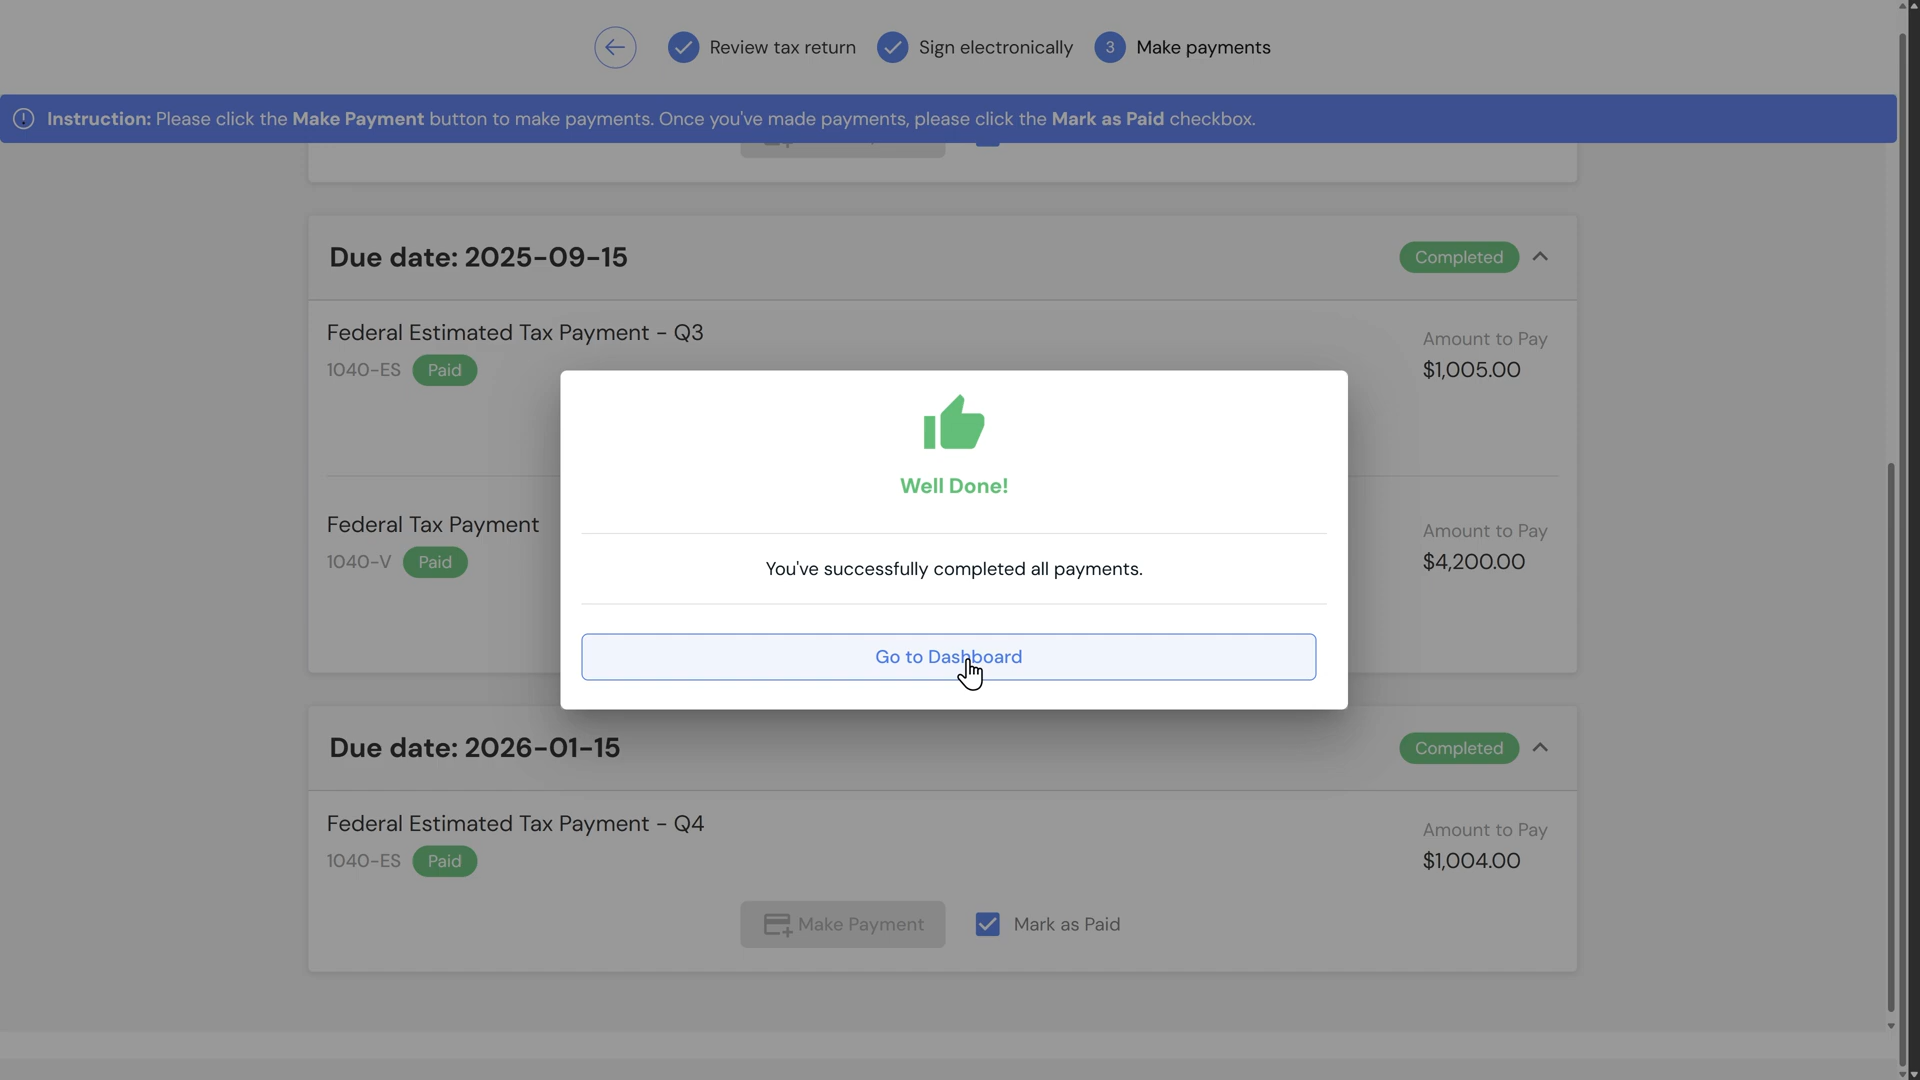 Review tax return
Sign electronically
3 Make payments
Instruction: Please click the Make Payment button to make payments. Once you've made payments, please click the Mark as Paid checkbox.
Due date: 2025-09-15
Completed
Federal Estimated Tax Payment - Q3
1040-ES Paid
Amount to Pay
$1,005.00
Federal Tax Payment
1040-V Paid
Amount to Pay
$4,200.00
Well Done!
You've successfully completed all payments.
Go to Dashboard
Due date: 2026-01-15
Completed
Federal Estimated Tax Payment - Q4
1040-ES Paid
Amount to Pay
$1,004.00
Make Payment
Mark as Paid